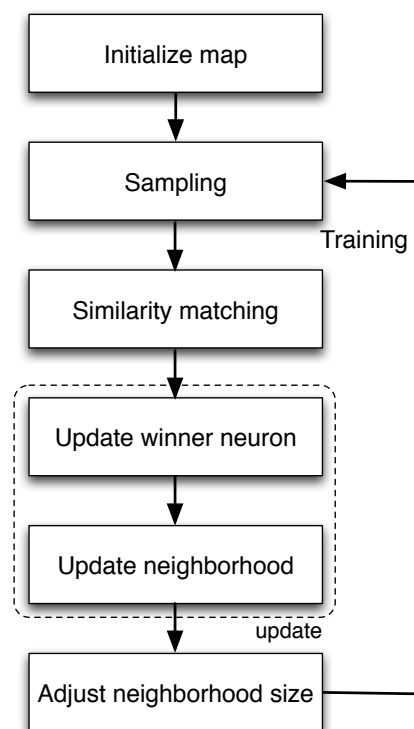 Initialize map
Sampling
Training
Similarity matching
Update winner neuron
Update neighborhood
update
Adjust neighborhood size